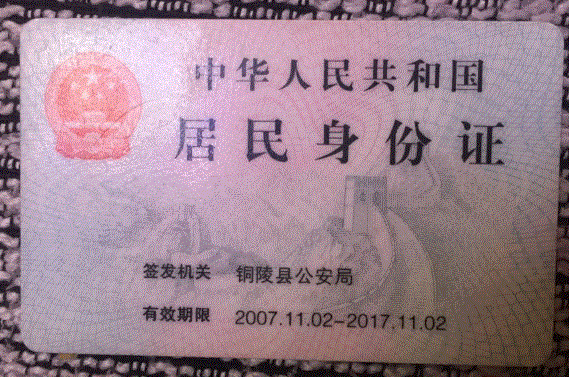 中华人民共和国
居民身份证
签发机关 铜陵县公安局
有效期限 2007.11.02-2017.11.02